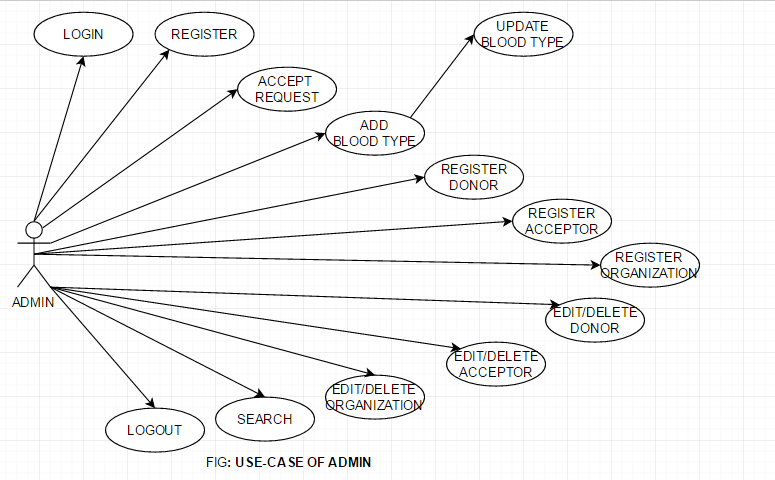 UPDATE
BLOOD TYPE
LOGIN
REGISTER
ACCEPT
REQUEST
ADD
BLOOD TYPE
REGISTER
DONOR
REGISTER
ACCEPTOR
REGISTER
ORGANIZATION
ADMIN
EDIT/DELETE
DONOR
EDIT/DELETE
ACCEPTOR
EDIT/DELETE
ORGANIZATION
SEARCH
LOGOUT
FIG: USE-CASE OF ADMIN